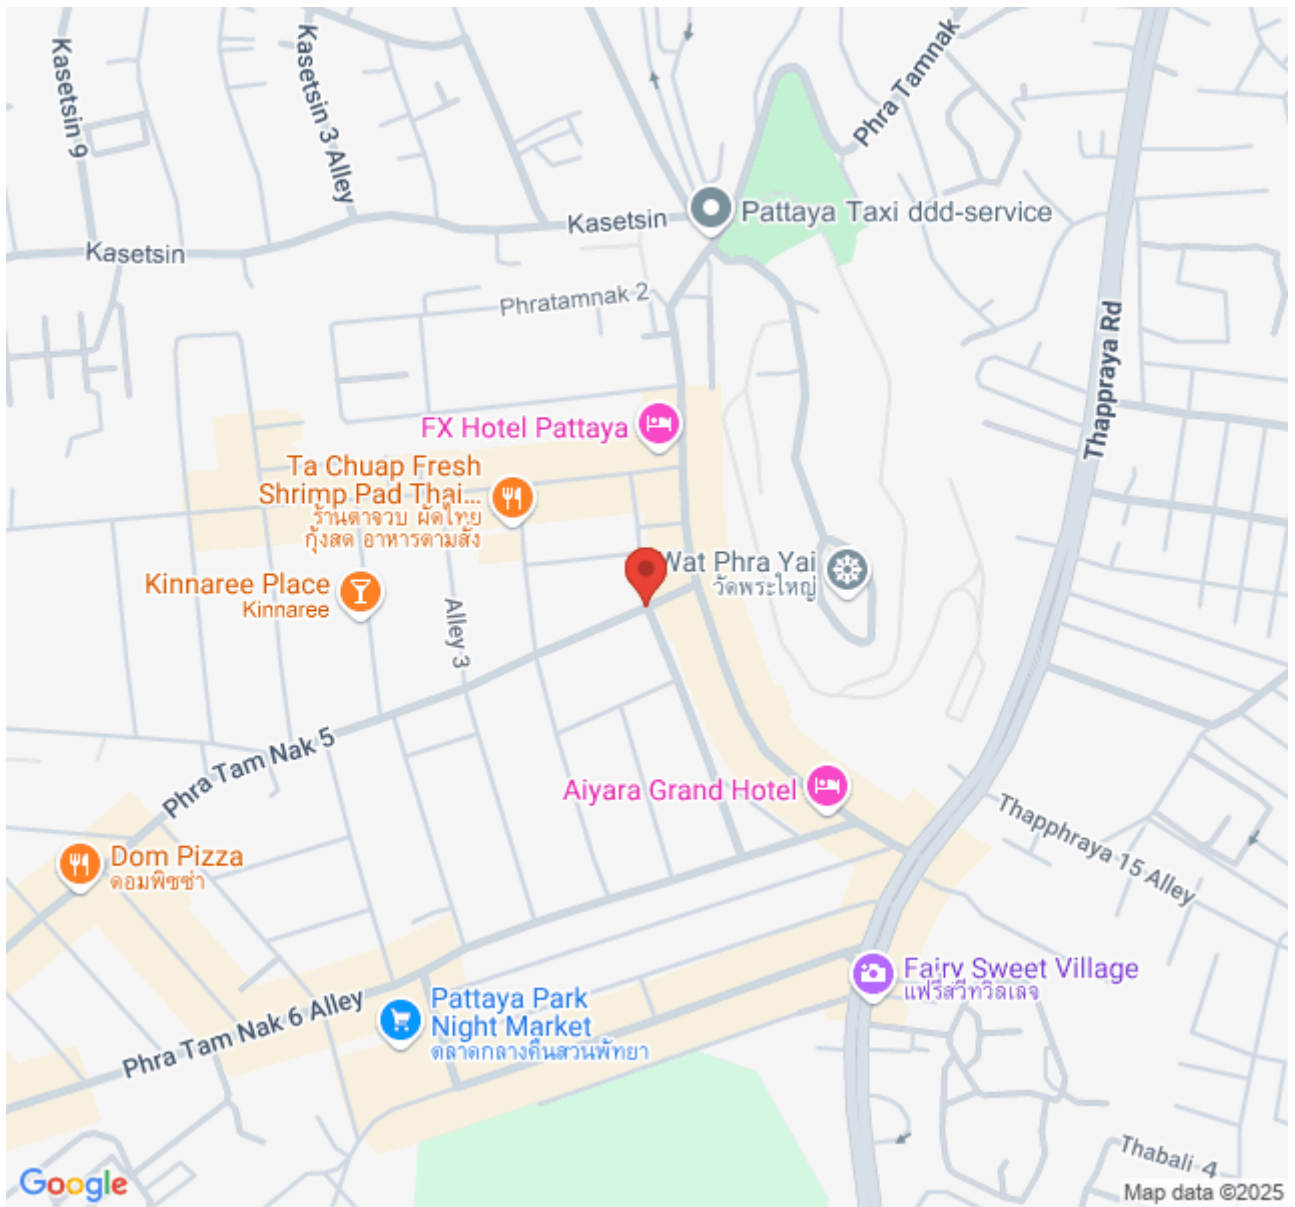 Kasetsin 9
Kasetsin 3 Alley
Phra Tamnak
Kasetsin
Pattaya Taxi ddd-service
Kasetsin
Phratamnak 2
Thappraya Rd
FX Hotel Pattaya
Ta Chuap Fresh
Shrimp Pad Thai...
ร้านตาจวบ ผัดไทย
กุ้งสด อาหารตามสั่ง
Wat Phra Yai
วัดพระใหญ่
Kinnaree Place
Kinnaree
Alley 3
Phra Tam Nak 5
Aiyara Grand Hotel
Thapphraya 15 Alley
Dom Pizza
ดอมพิซซ่า
Fairy Sweet Village
แฟรี่สวีทวิลเลจ
Pattaya Park
Night Market
ตลาดกลางคืนสวนพัทยา
Phra Tam Nak 6 Alley
Thabali 4
Google
Map data ©2025